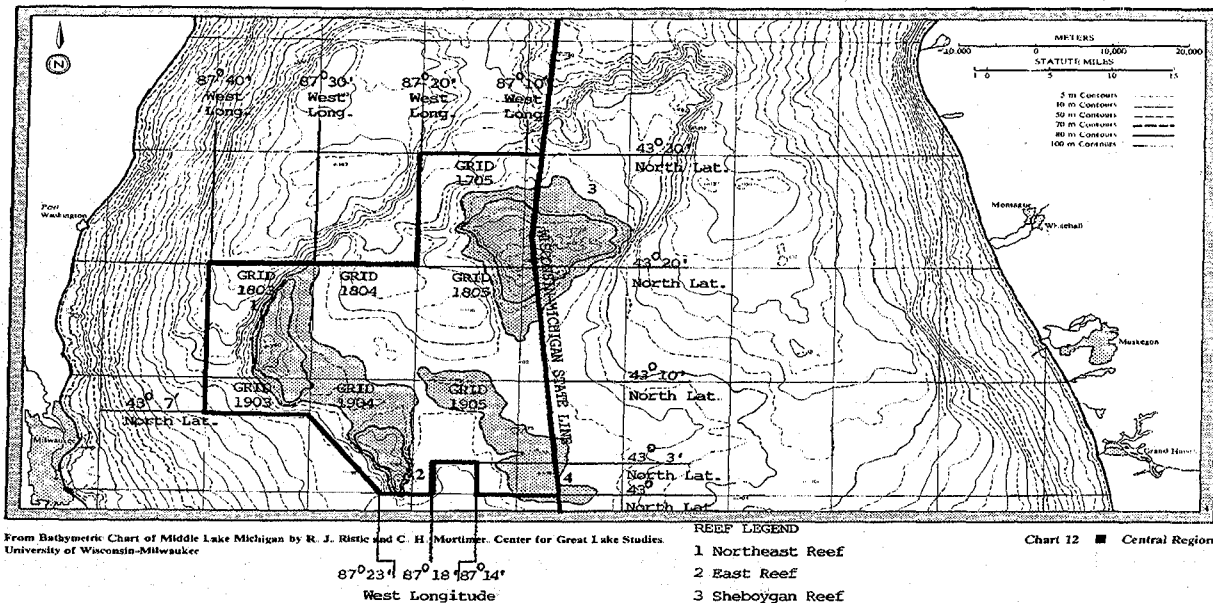 METERS
10,000 0 10,000 20,000
STATUTE MILES
1 0 5 10 15
5 m Contours
10 m Contours
50 m Contours
70 m Contours
80 m Contours
100 m Contours
N
87° 40' West Long.
87° 30' West Long.
87° 20' West Long.
87° 10' West Long.
43° 30'
North Lat.
GRID
1705
3
Port
Washington
Montague
Whitehall
WISCONSIN-MICHIGAN STATE LINE
43° 20'
North Lat.
GRID
1803
1
GRID
1804
GRID
1805
Muskegon
43° 10'
North Lat.
GRID
1903
GRID
1904
GRID
1905
43° 7'
North Lat.
Milwaukee
Grand Haven
43° 3'
North Lat.
2
4
43°
North Lat.
From Bathymetric Chart of Middle Lake Michigan by R. J. Ristic and C. H. Mortimer. Center for Great Lake Studies.
University of Wisconsin-Milwaukee
Chart 12 ■ Central Region
87° 23' 87° 18' 87° 14'
West Longitude
REEF LEGEND
1 Northeast Reef
2 East Reef
3 Sheboygan Reef